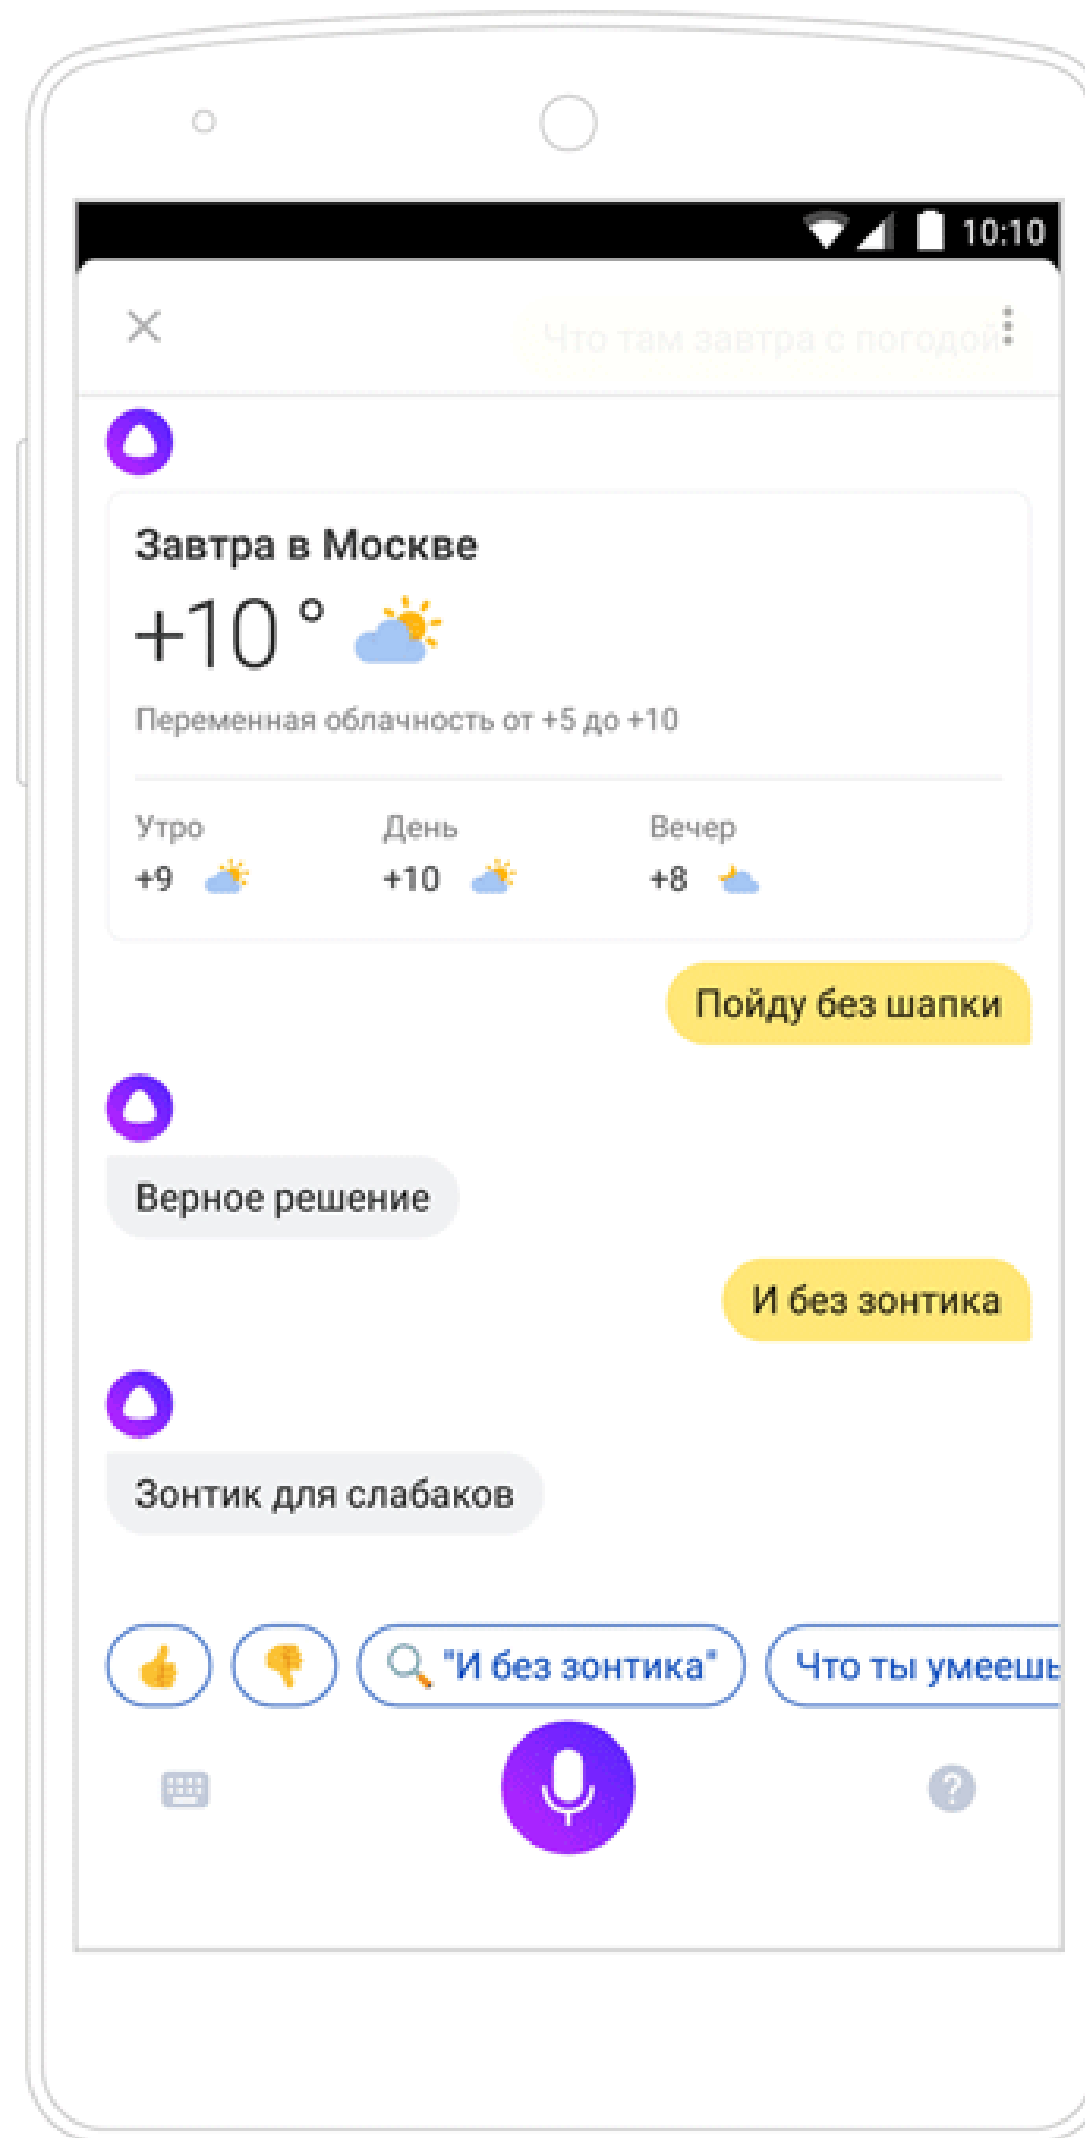 10:10
Что там завтра с погодой
Завтра в Москве
+10 °
Переменная облачность от +5 до +10
Утро День Вечер
+9 +10 +8
Пойду без шапки
Верное решение
И без зонтика
Зонтик для слабаков
"И без зонтика" Что ты умеешь
?